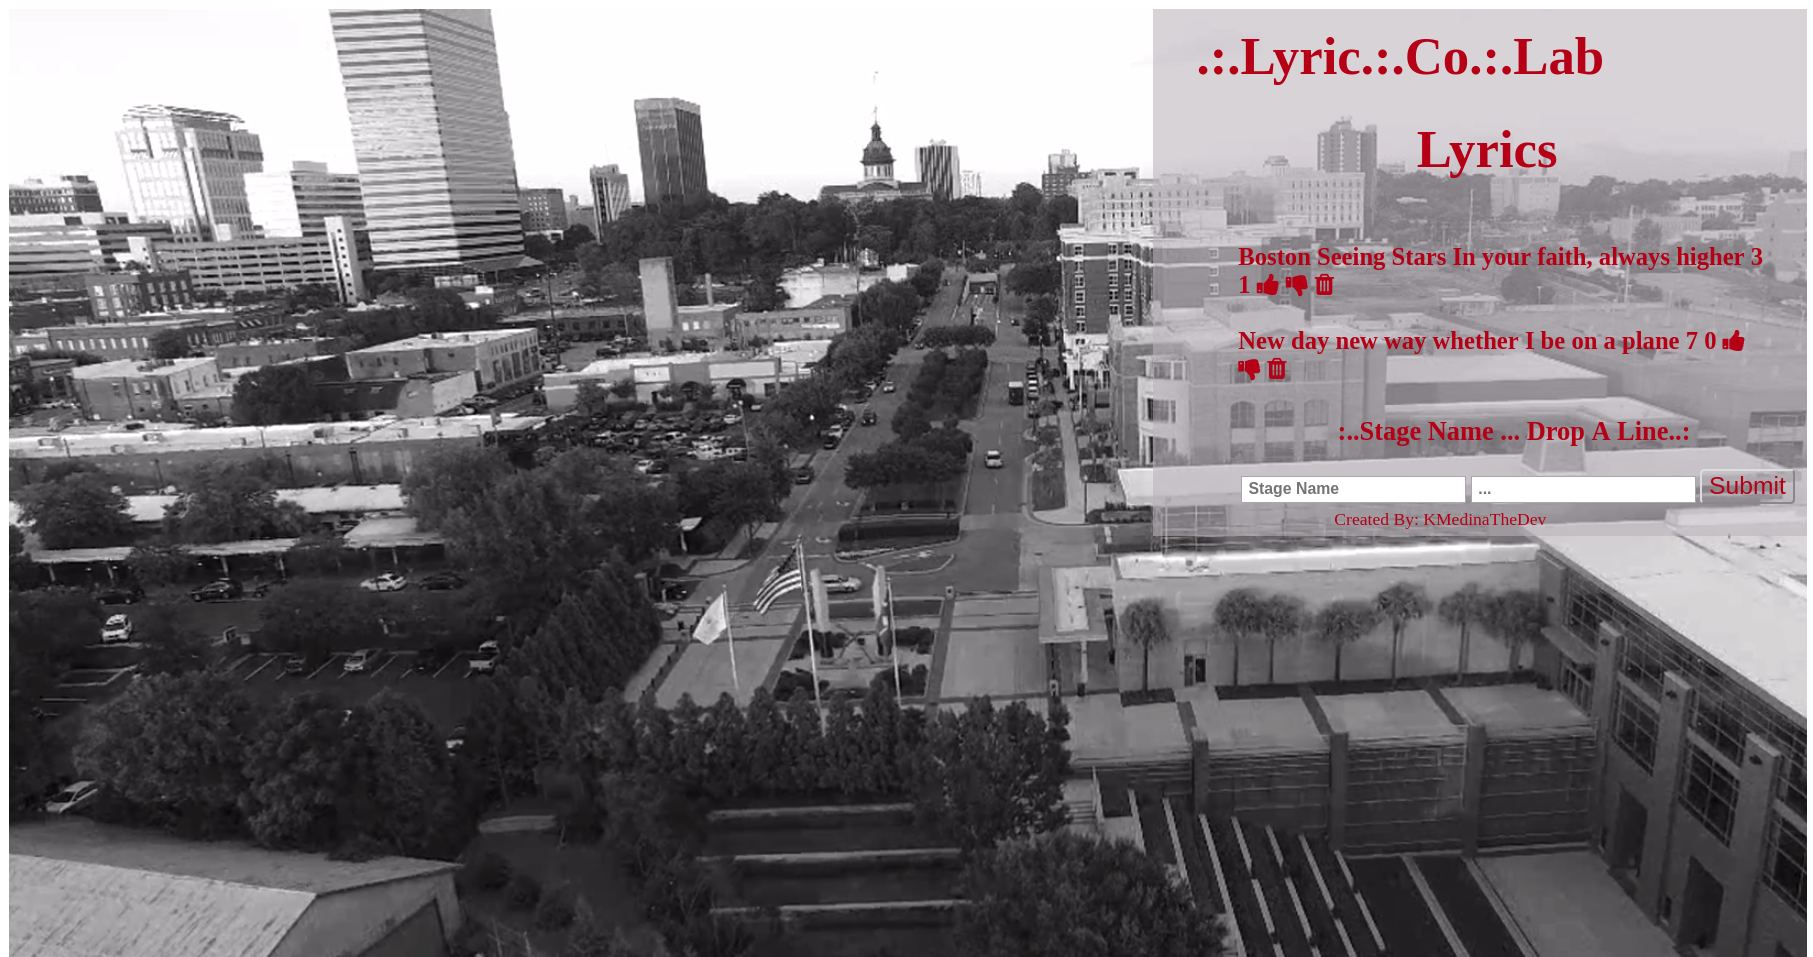 .:.Lyric.:.Co.:.Lab
Lyrics
Boston Seeing Stars In your faith, always higher 3
1
New day new way whether I be on a plane 7 0
:..Stage Name ... Drop A Line..:
Stage Name ... Submit
Created By: KMedinaTheDev